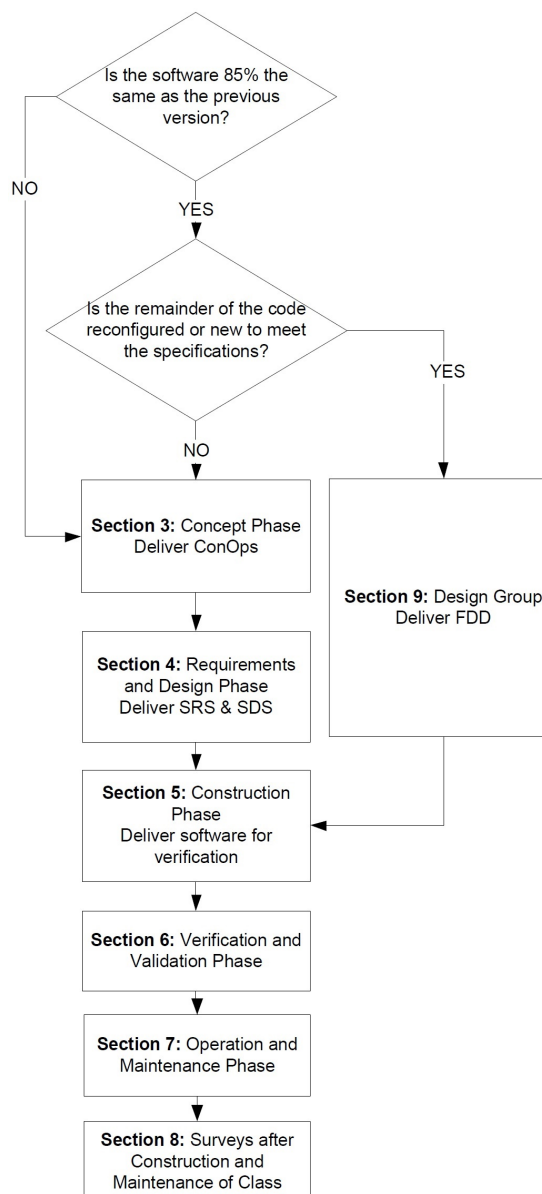 Is the software 85% the
same as the previous
version?
NO
YES
Is the remainder of the code
reconfigured or new to meet
the specifications?
YES
NO
Section 3: Concept Phase
Deliver ConOps
Section 9: Design Group
Deliver FDD
Section 4: Requirements
and Design Phase
Deliver SRS & SDS
Section 5: Construction
Phase
Deliver software for
verification
Section 6: Verification and
Validation Phase
Section 7: Operation and
Maintenance Phase
Section 8: Surveys after
Construction and
Maintenance of Class